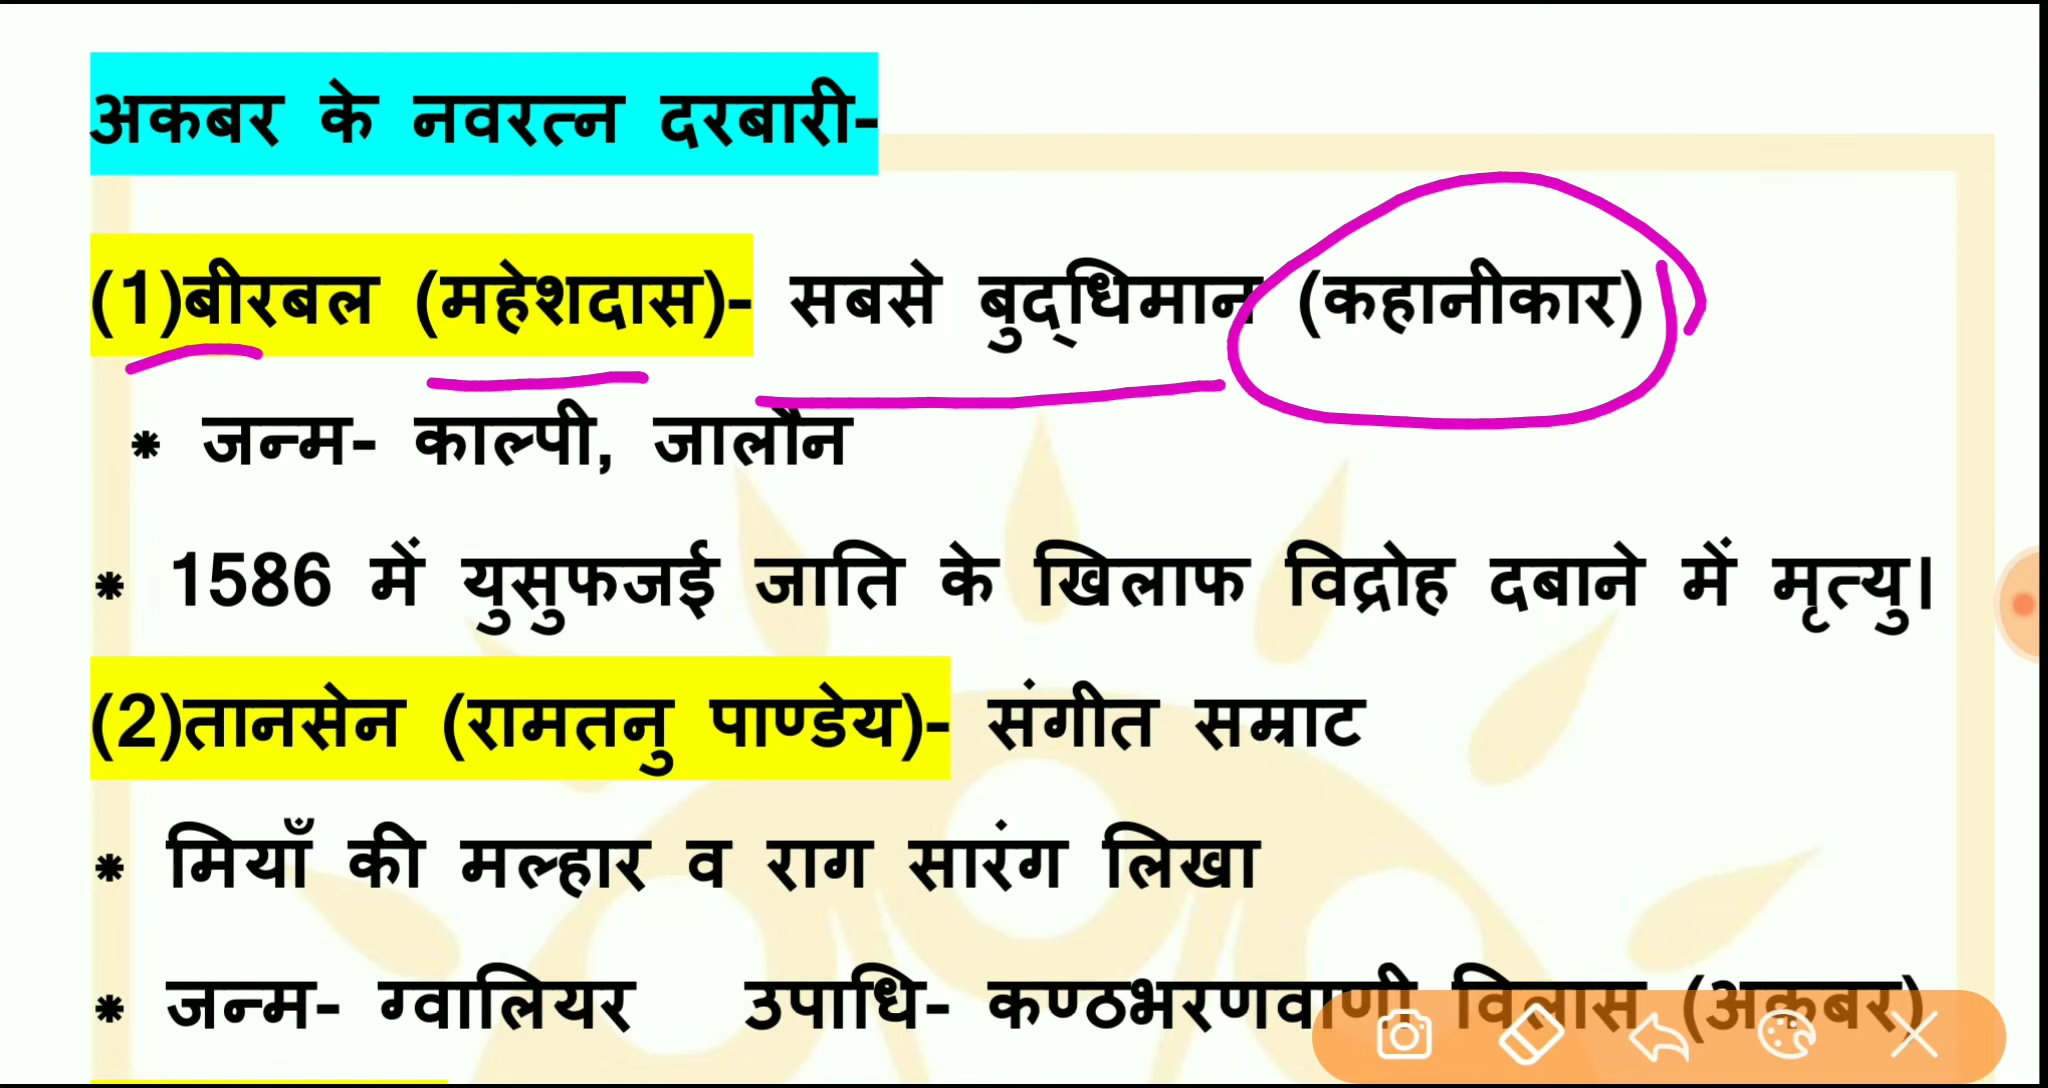 अकबर के नवरत्न दरबारी-
(1)बीरबल (महेशदास)- सबसे बुद्धिमान (कहानीकार)
* जन्म- काल्पी, जालौन
* 1586 में युसुफजई जाति के खिलाफ विद्रोह दबाने में मृत्यु।
(2)तानसेन (रामतनु पाण्डेय)- संगीत सम्राट
* मियाँ की मल्हार व राग सारंग लिखा
* जन्म- ग्वालियर उपाधि- कण्ठभरणवाणी विलास (अकबर)